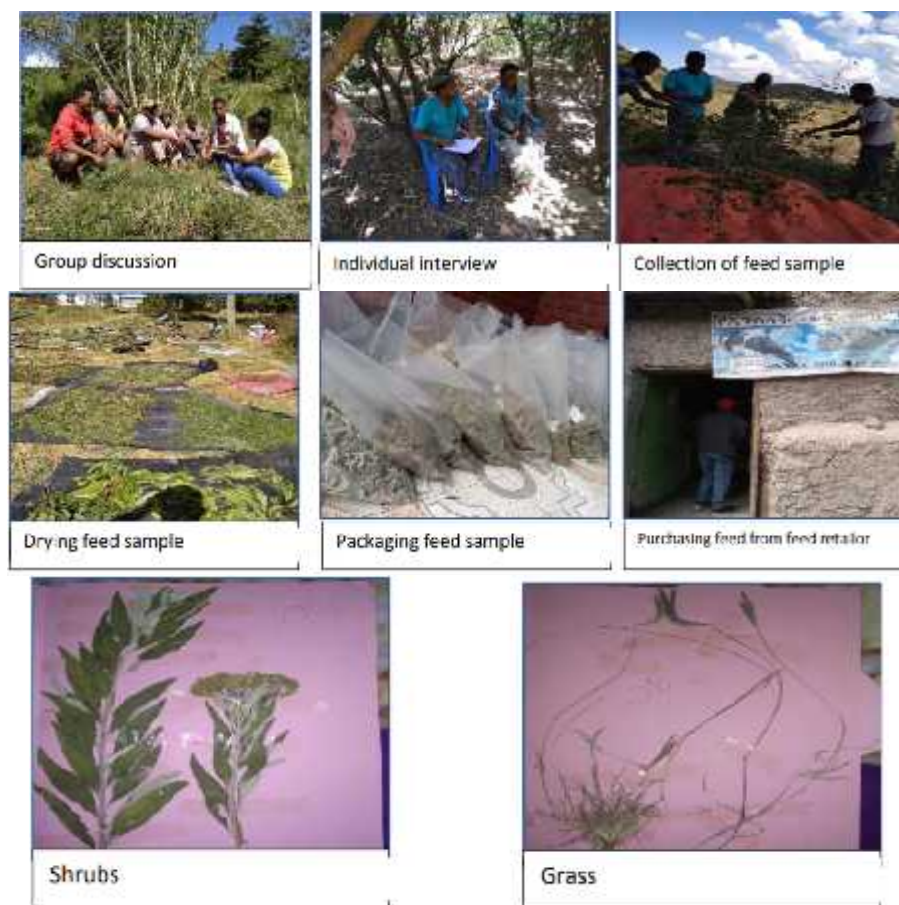 Group discussion
Individual interview
Collection of feed sample
Drying feed sample
Packaging feed sample
Purchasing feed from feed retailor
Shrubs
Grass